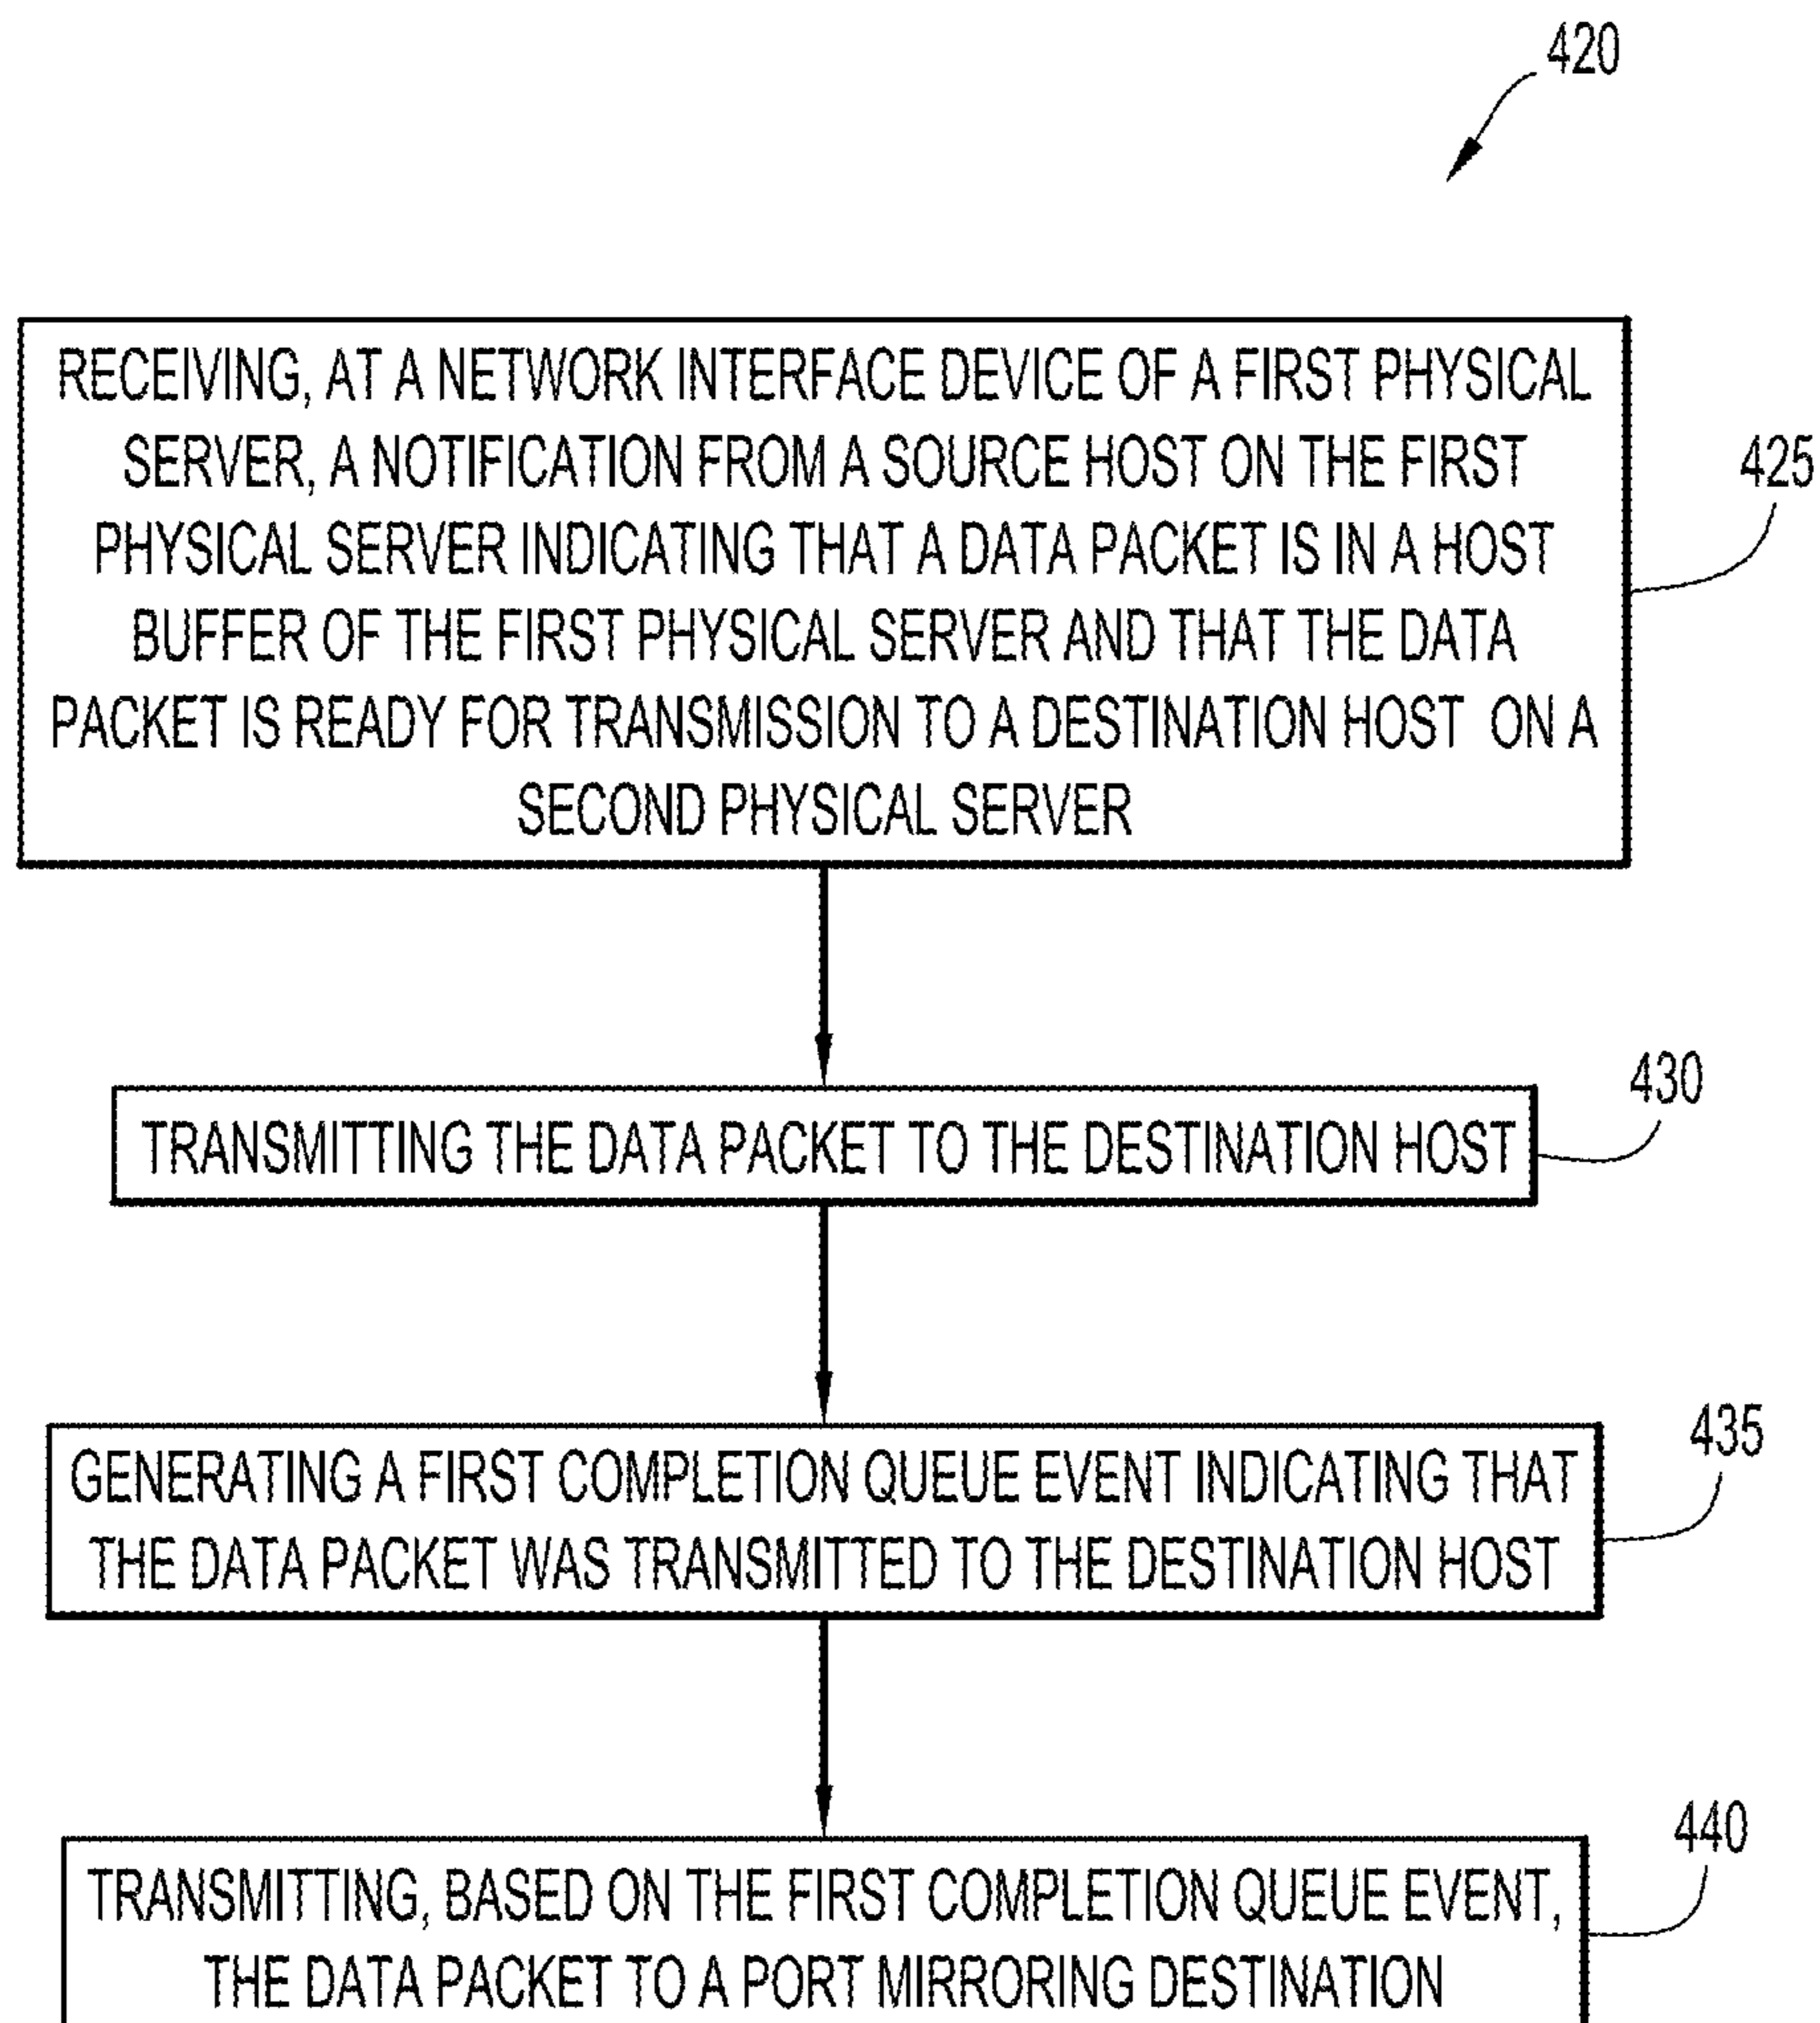 420
RECEIVING, AT A NETWORK INTERFACE DEVICE OF A FIRST PHYSICAL
SERVER, A NOTIFICATION FROM A SOURCE HOST ON THE FIRST
PHYSICAL SERVER INDICATING THAT A DATA PACKET IS IN A HOST
BUFFER OF THE FIRST PHYSICAL SERVER AND THAT THE DATA
PACKET IS READY FOR TRANSMISSION TO A DESTINATION HOST ON A
SECOND PHYSICAL SERVER
425
TRANSMITTING THE DATA PACKET TO THE DESTINATION HOST
430
GENERATING A FIRST COMPLETION QUEUE EVENT INDICATING THAT
THE DATA PACKET WAS TRANSMITTED TO THE DESTINATION HOST
435
TRANSMITTING, BASED ON THE FIRST COMPLETION QUEUE EVENT,
THE DATA PACKET TO A PORT MIRRORING DESTINATION
440